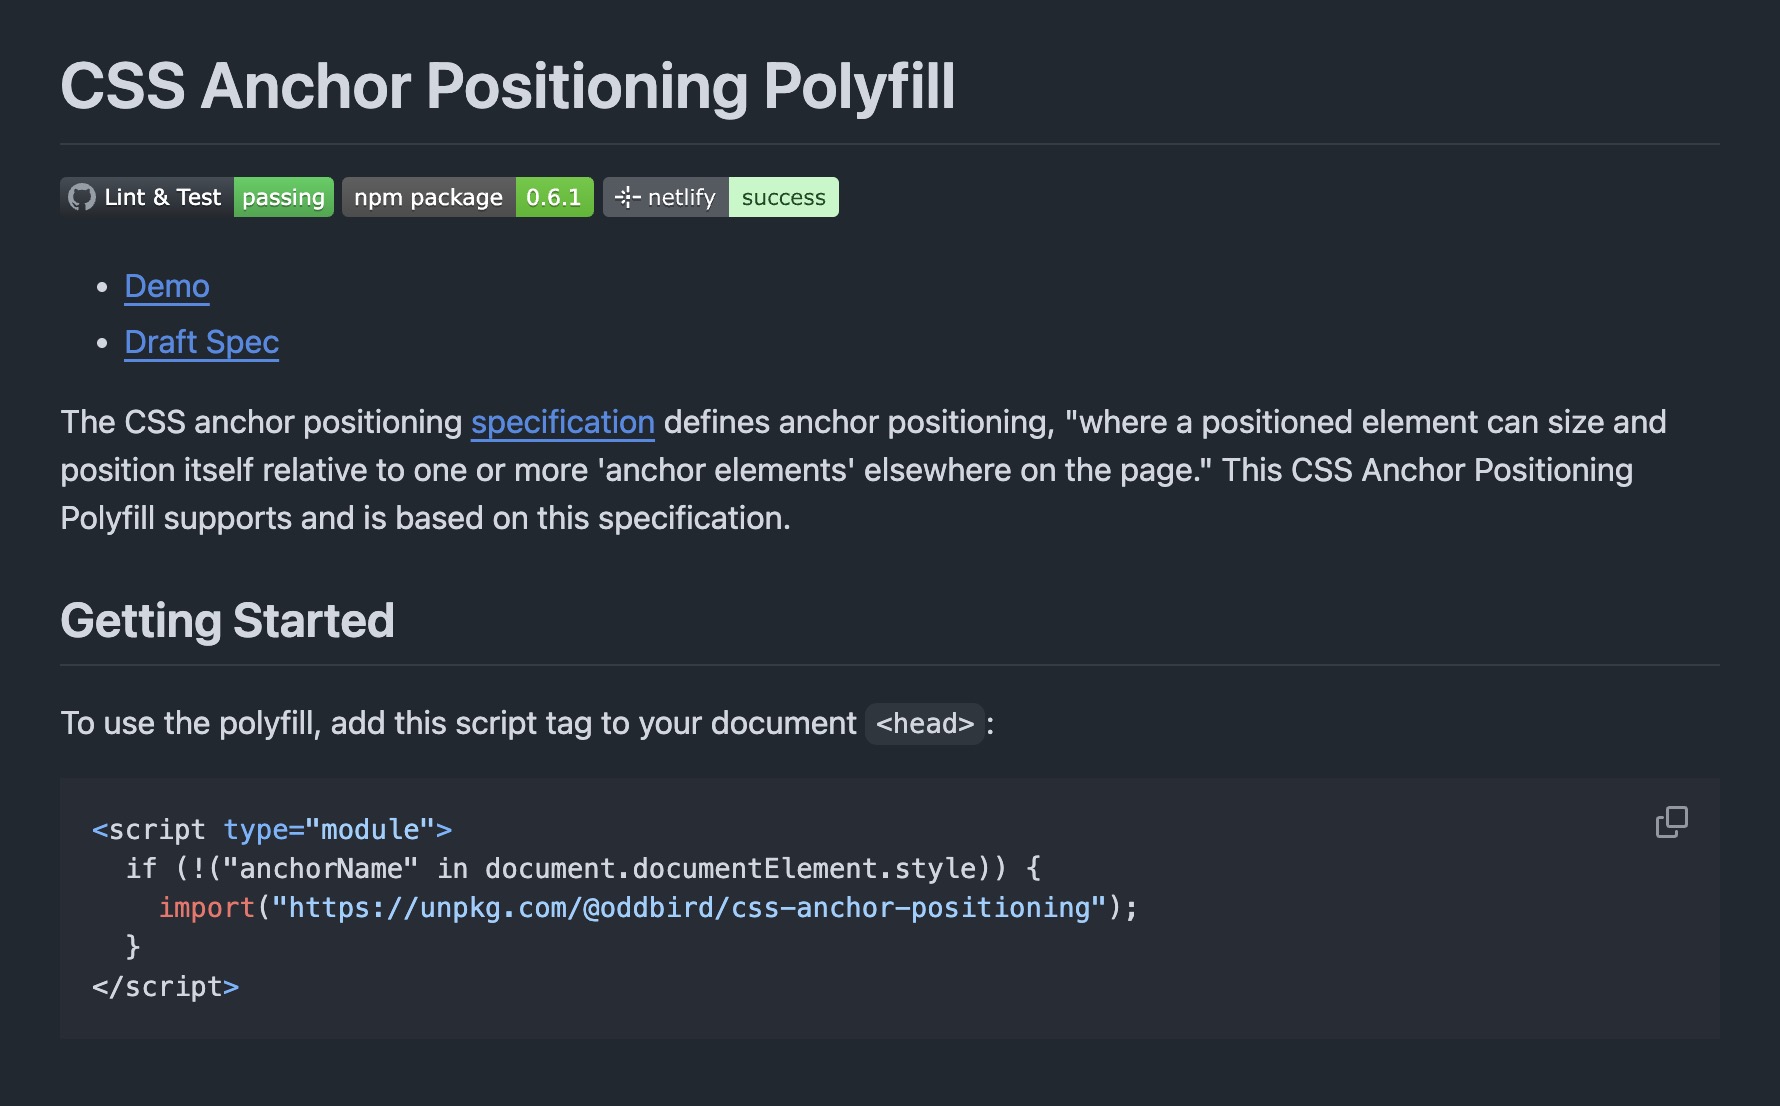 CSS Anchor Positioning Polyfill
Lint & Test passing npm package 0.6.1 netlify success
• Demo
• Draft Spec
The CSS anchor positioning specification defines anchor positioning, "where a positioned element can size and
position itself relative to one or more 'anchor elements' elsewhere on the page." This CSS Anchor Positioning
Polyfill supports and is based on this specification.
Getting Started
To use the polyfill, add this script tag to your document <head>:
<script type="module">
  if (!("anchorName" in document.documentElement.style)) {
    import("https://unpkg.com/@oddbird/css-anchor-positioning");
  }
</script>